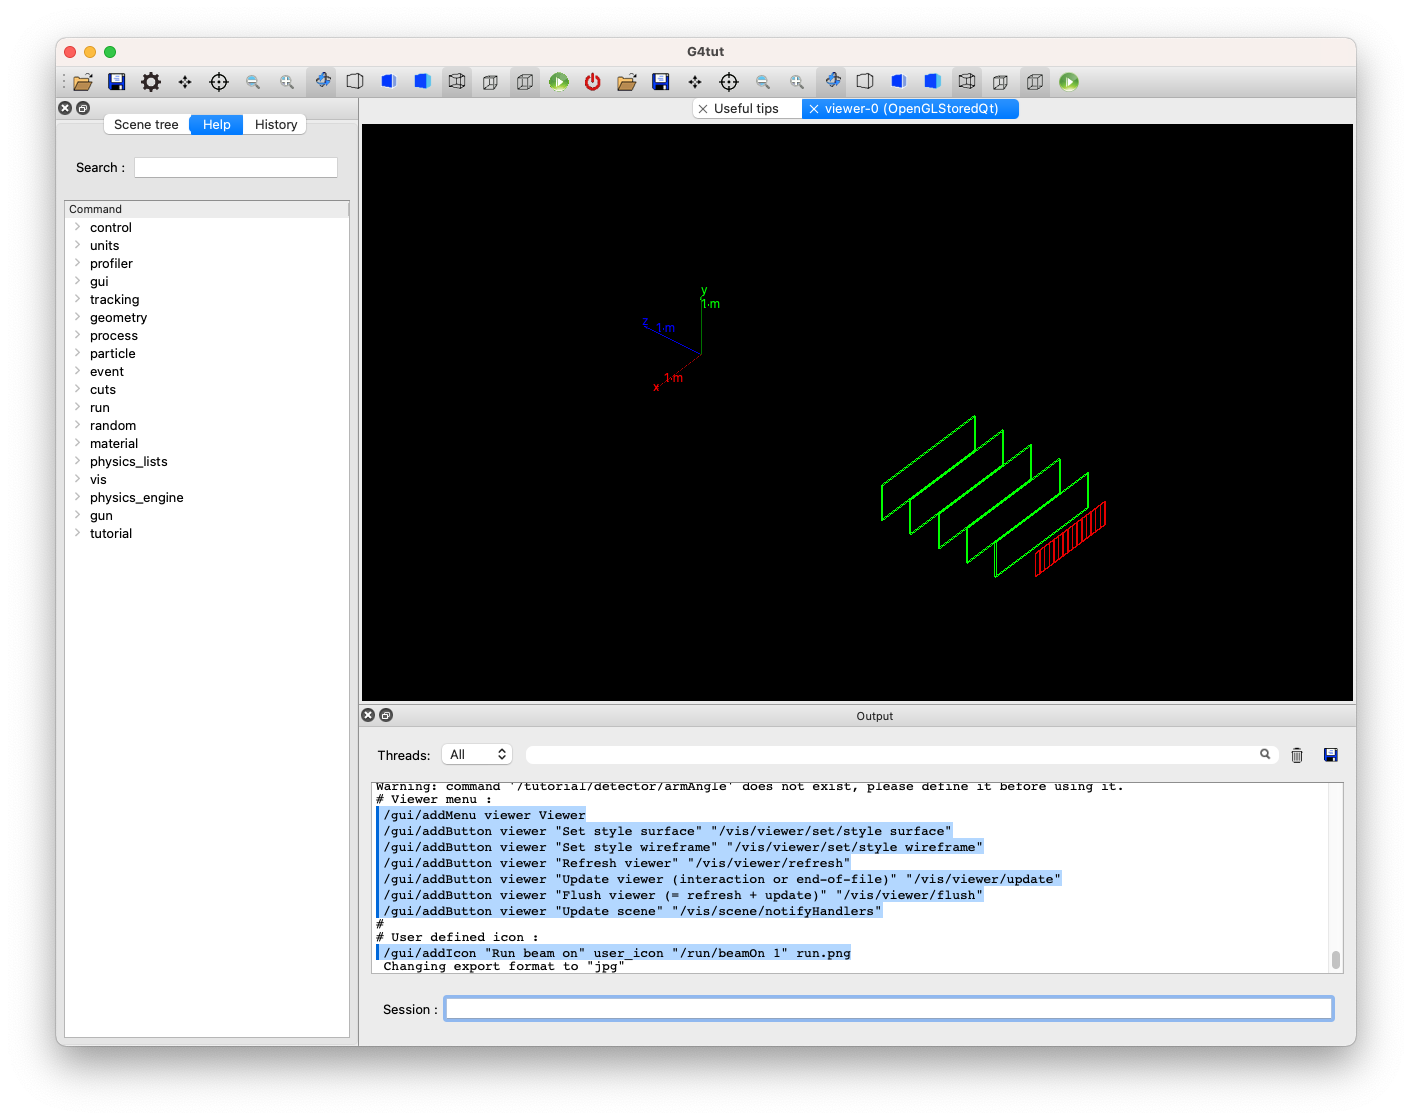 G4tut
Scene tree
Help
History
Search :
Command
control
units
profiler
gui
tracking
geometry
process
particle
event
cuts
run
random
material
physics_lists
vis
physics_engine
gun
tutorial
Useful tips
viewer-0 (OpenGLStoredQt)
y
1 m
z
1 m
x
1 m
Output
Threads:
All
Warning: command '/tutorial/detector/armAngle' does not exist, please define it before using it.
# Viewer menu :
/gui/addMenu viewer Viewer
/gui/addButton viewer "Set style surface" "/vis/viewer/set/style surface"
/gui/addButton viewer "Set style wireframe" "/vis/viewer/set/style wireframe"
/gui/addButton viewer "Refresh viewer" "/vis/viewer/refresh"
/gui/addButton viewer "Update viewer (interaction or end-of-file)" "/vis/viewer/update"
/gui/addButton viewer "Flush viewer (= refresh + update)" "/vis/viewer/flush"
/gui/addButton viewer "Update scene" "/vis/scene/notifyHandlers"
#
# User defined icon :
/gui/addIcon "Run beam on" user_icon "/run/beamOn 1" run.png
Changing export format to "jpg"
Session :